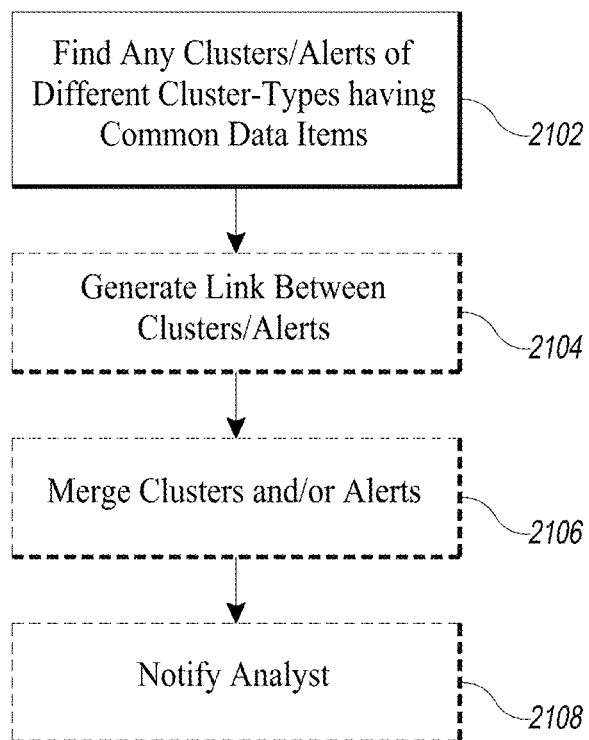 Find Any Clusters/Alerts of
Different Cluster-Types having
Common Data Items
2102
Generate Link Between
Clusters/Alerts
2104
Merge Clusters and/or Alerts
2106
Notify Analyst
2108